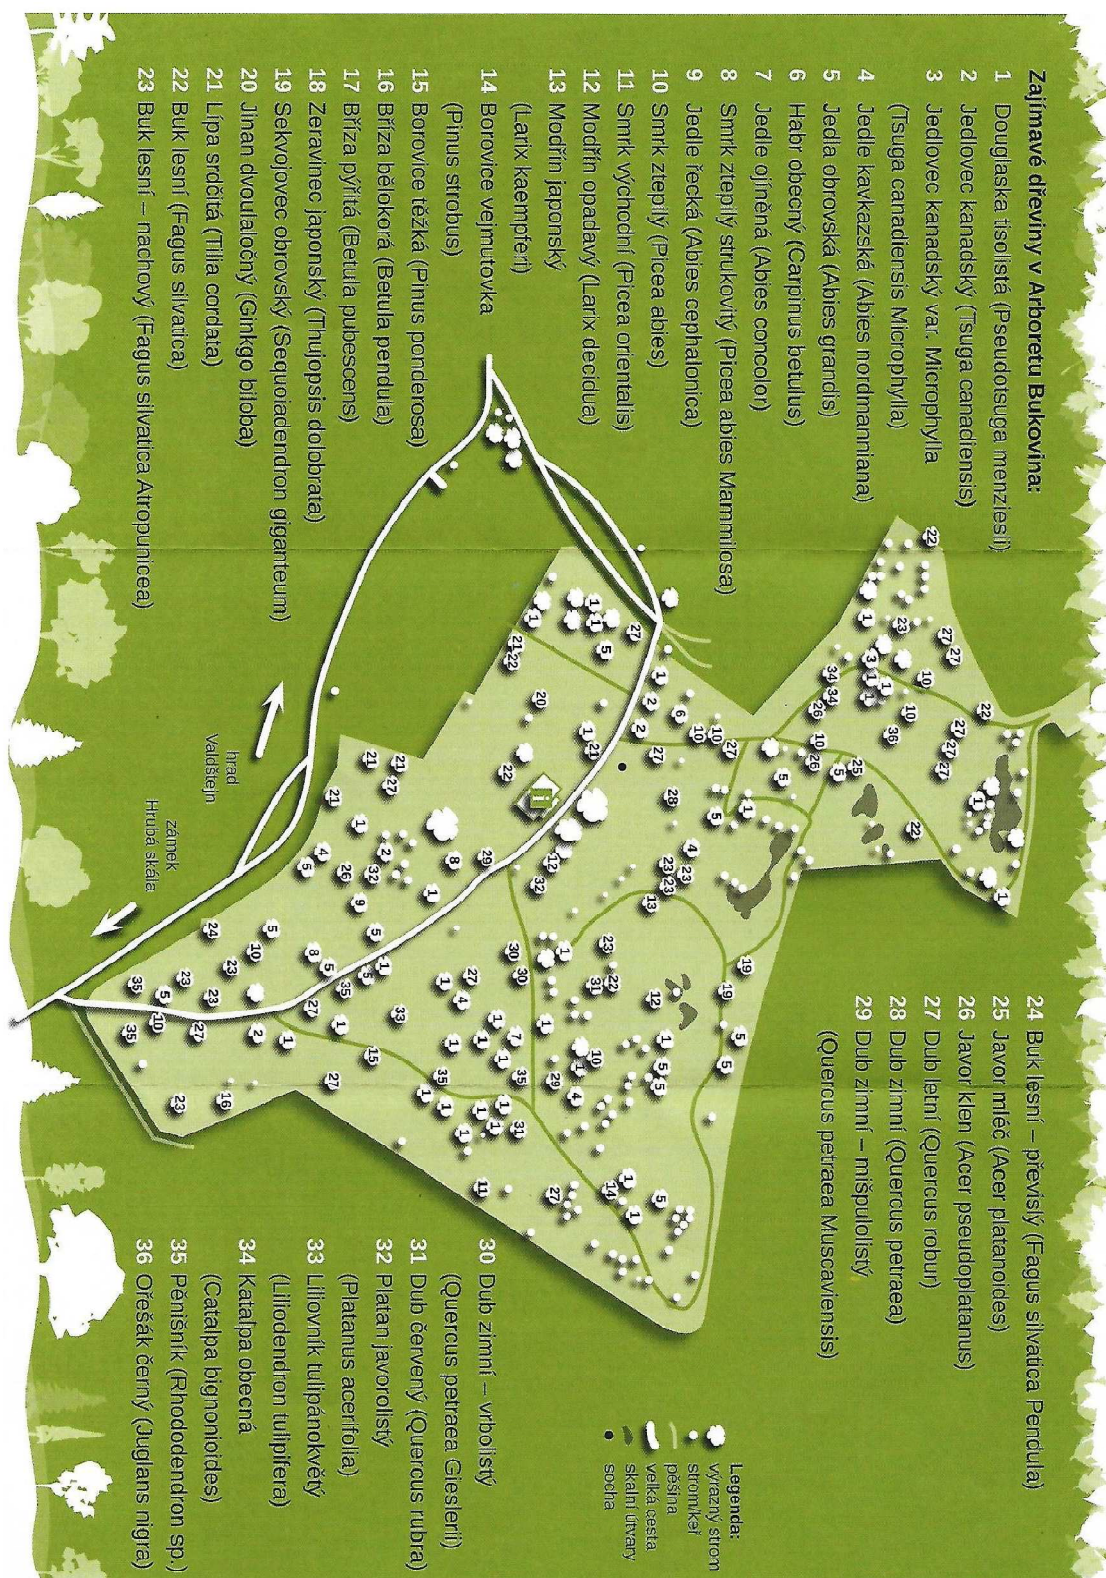 Zajímavé dřeviny v Arboretu Bukovina:
1 Douglaska tisolistá (Pseudotsuga menziesii)
2 Jedlovec kanadský (Tsuga canadiensis)
3 Jedlovec kanadský var. Microphylla
(Tsuga canadiensis Microphylla)
4 Jedle kavkazská (Abies nordmanniana)
5 Jedla obrovská (Abies grandis)
6 Habr obecný (Carpinus betulus)
7 Jedle ojíněná (Abies concolor)
8 Smrk ztepilý strukovitý (Picea abies Mammilosa)
9 Jedle řecká (Abies cephalonica)
10 Smrk ztepilý (Picea abies)
11 Smrk východní (Picea orientalis)
12 Modřín opadavý (Larix decidua)
13 Modřín japonský
(Larix kaempferi)
14 Borovice vejmutovka
(Pinus strobus)
15 Borovice těžká (Pinus ponderosa)
16 Bříza bělokorá (Betula pendula)
17 Bříza pýřitá (Betula pubescens)
18 Zeravinec japonský (Thujopsis dolobrata)
19 Sekvojovec obrovský (Sequoiadendron giganteum)
20 Jinan dvoulaločný (Ginkgo biloba)
21 Lípa srdčitá (Tilla cordata)
22 Buk lesní (Fagus silvatica)
23 Buk lesní – nachový (Fagus silvatica Atropunicea)
24 Buk lesní – převislý (Fagus silvatica Pendula)
25 Javor mléč (Acer platanoides)
26 Javor klen (Acer pseudoplatanus)
27 Dub letní (Quercus robur)
28 Dub zimní (Quercus petraea)
29 Dub zimní – mišpulolistý
(Quercus petraea Muscaviensis)
30 Dub zimní – vrbolistý
(Quercus petraea Gieslerii)
31 Dub červený (Quercus rubra)
32 Platan javorolistý
(Platanus acerifolia)
33 Liliovník tulipánokvětý
(Liliodendron tulipifera)
34 Katalpa obecná
(Catalpa bignonioides)
35 Pěnišník (Rhododendron sp.)
36 Ořešák černý (Juglans nigra)
Legenda:
výrazný strom
strom/keř
pěšina
velká cesta
skalní útvary
socha
i
hrad
Valdštejn
zámek
Hrubá skála